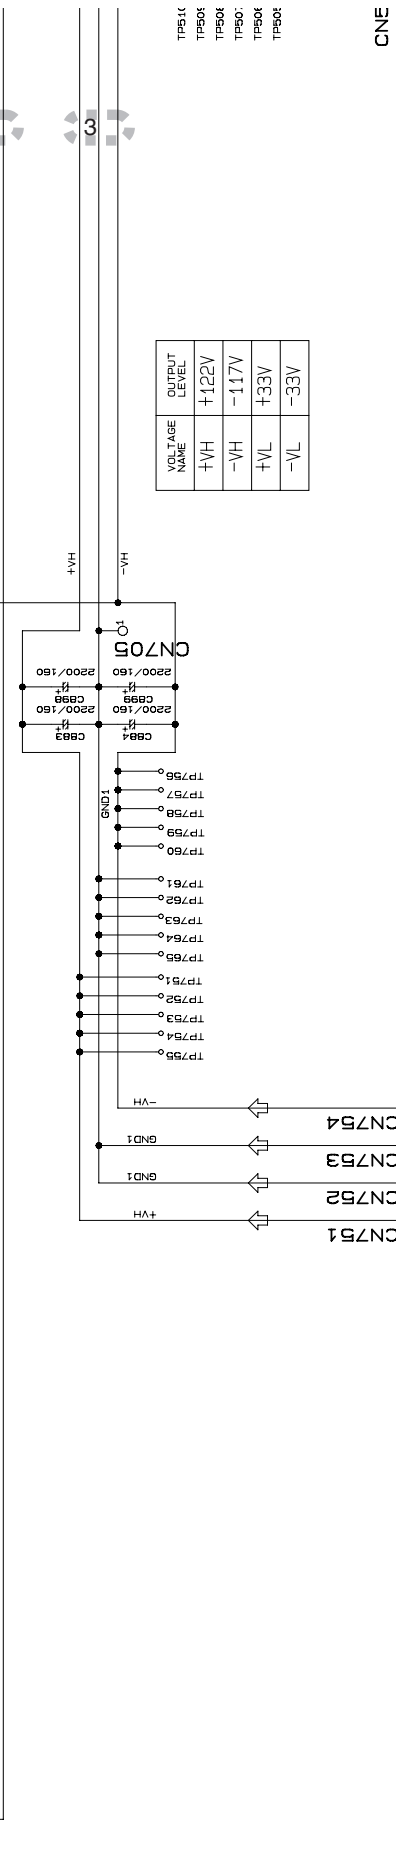 TP509
TP508
TP507
TP506
3
VOLTAGE NAME
OUTPUT LEVEL
+VH
+122V
-VH
-117V
+VL
+33V
-VL
-33V
+VH
-VH
1
CN705
2200/160
C898
2200/160
C899
2200/160
C883
2200/160
C884
GND1
TP756
TP757
TP758
TP759
TP760
TP761
TP762
TP763
TP764
TP765
TP751
TP752
TP753
TP754
TP755
-VH
CN754
GND1
CN753
GND1
CN752
+VH
CN751